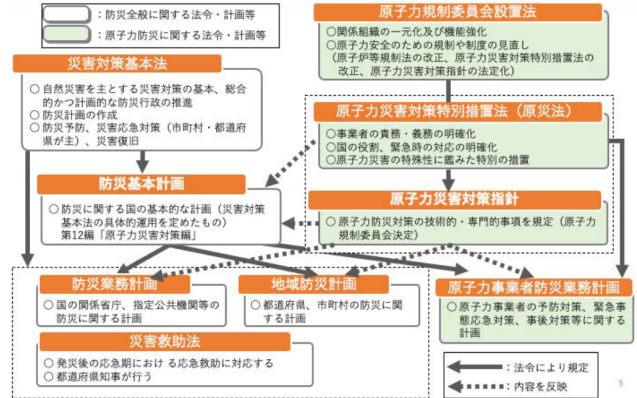 ：防災全般に関する法令・計画等
：原子力防災に関する法令・計画等
原子力規制委員会設置法
○関係組織の一元化及び機能強化
○原子力安全のための規制や制度の見直し
（原子炉等規制法の改正、原子力災害対策特別措置法の
改正、原子力災害対策指針の法定化）
災害対策基本法
○ 自然災害を主とする災害対策の基本、総合
的かつ計画的な防災行政の推進
○ 防災計画の作成
○ 防災予防、災害応急対策（市町村・都道府
県が主）、災害復旧
原子力災害対策特別措置法（原災法）
○事業者の責務・義務の明確化
○国の役割、緊急時の対応の明確化
○原子力災害の特殊性に鑑みた特別の措置
防災基本計画
○ 防災に関する国の基本的な計画（災害対策
基本法の具体的運用を定めたもの）
第12編「原子力災害対策編」
原子力災害対策指針
○ 原子力防災対策の技術的・専門的事項を規定（原子力
規制委員会決定）
防災業務計画
○ 国の関係省庁、指定公共機関等の
防災に関する計画
地域防災計画
○ 都道府県、市町村の防災に関
する計画
原子力事業者防災業務計画
○ 原子力事業者の予防対策、緊急事
態応急対策、事後対策等に関する
計画
災害救助法
○ 発災後の応急期における応急救助に対応する
○ 都道府県知事が行う
：法令により規定
：内容を反映
5